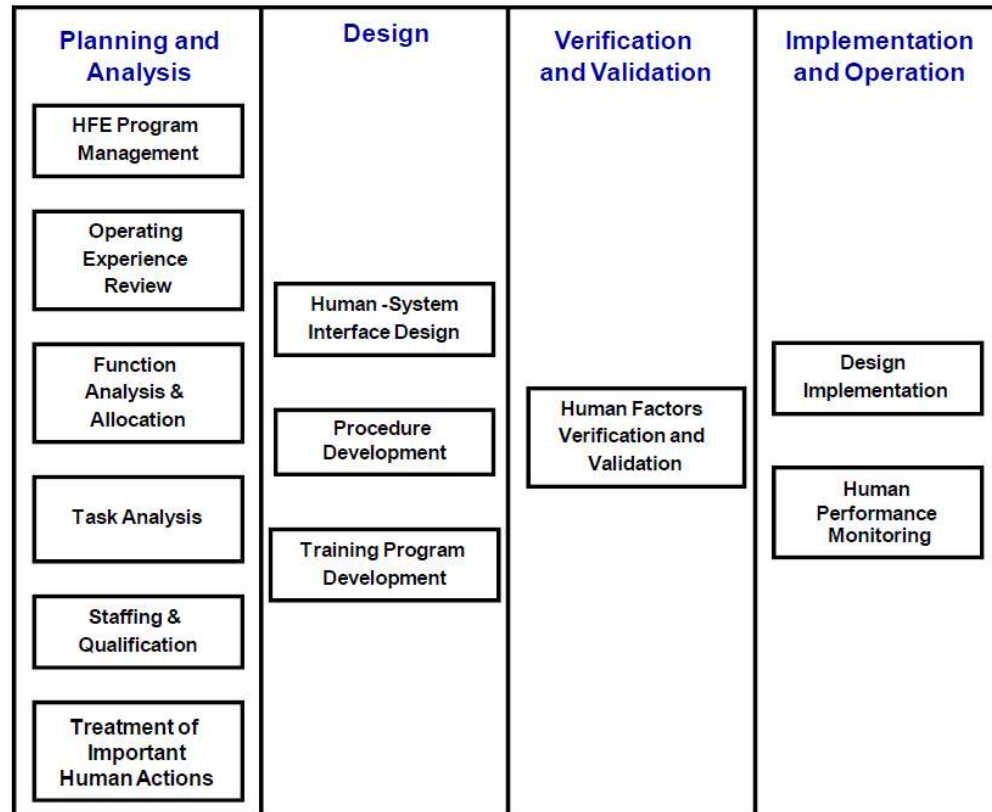 Planning and
Analysis
HFE Program
Management
Operating
Experience
Review
Function
Analysis &
Allocation
Task Analysis
Staffing &
Qualification
Treatment of
Important
Human Actions
Design
Human -System
Interface Design
Procedure
Development
Training Program
Development
Verification
and Validation
Human Factors
Verification and
Validation
Implementation
and Operation
Design
Implementation
Human
Performance
Monitoring